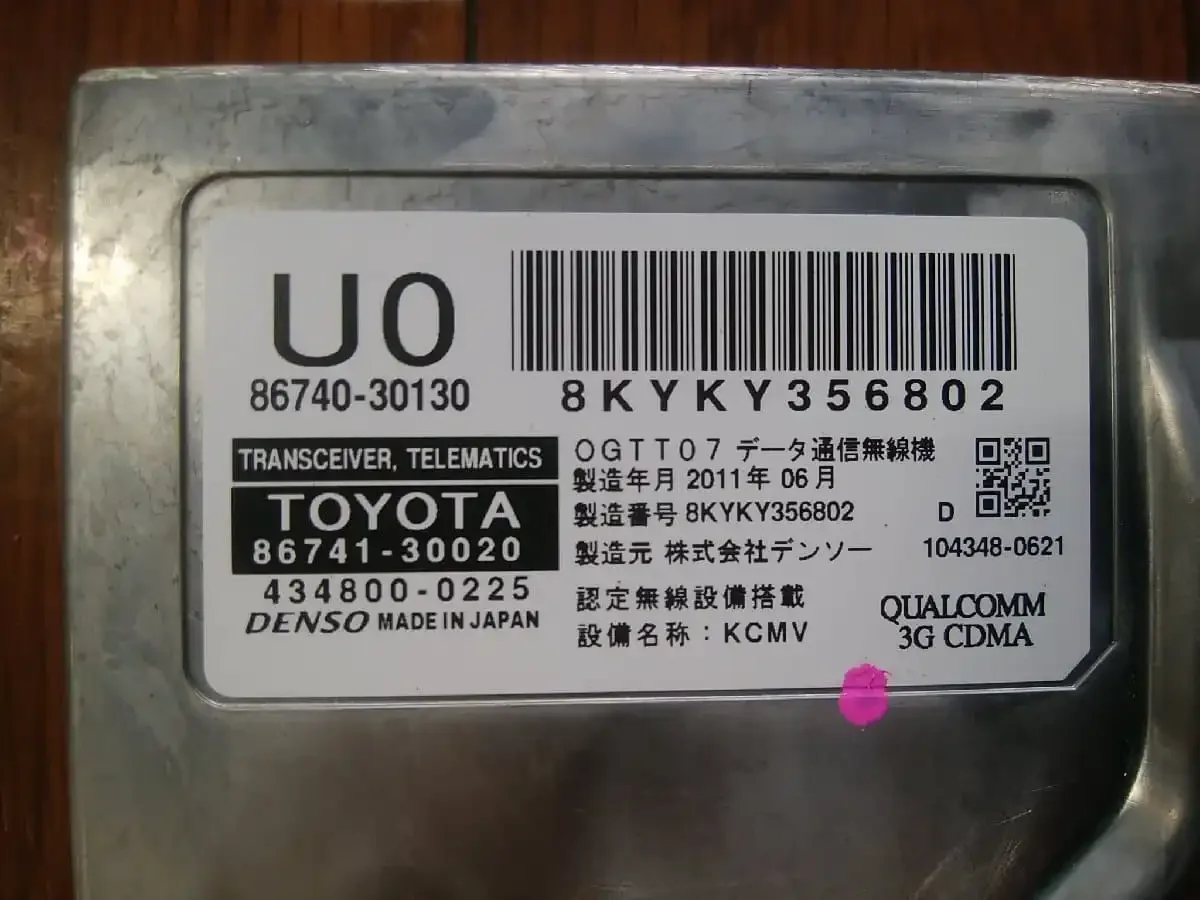 U0
86740-30130
8KYKY356802
TRANSCEIVER, TELEMATICS
TOYOTA
86741-30020
434800-0225
DENSO MADE IN JAPAN
OGTT07 データ通信無線機
製造年月 2011年 06月
製造番号 8KYKY356802
D
製造元 株式会社デンソー
104348-0621
認定無線設備搭載
設備名称：KCMV
QUALCOMM
3G CDMA